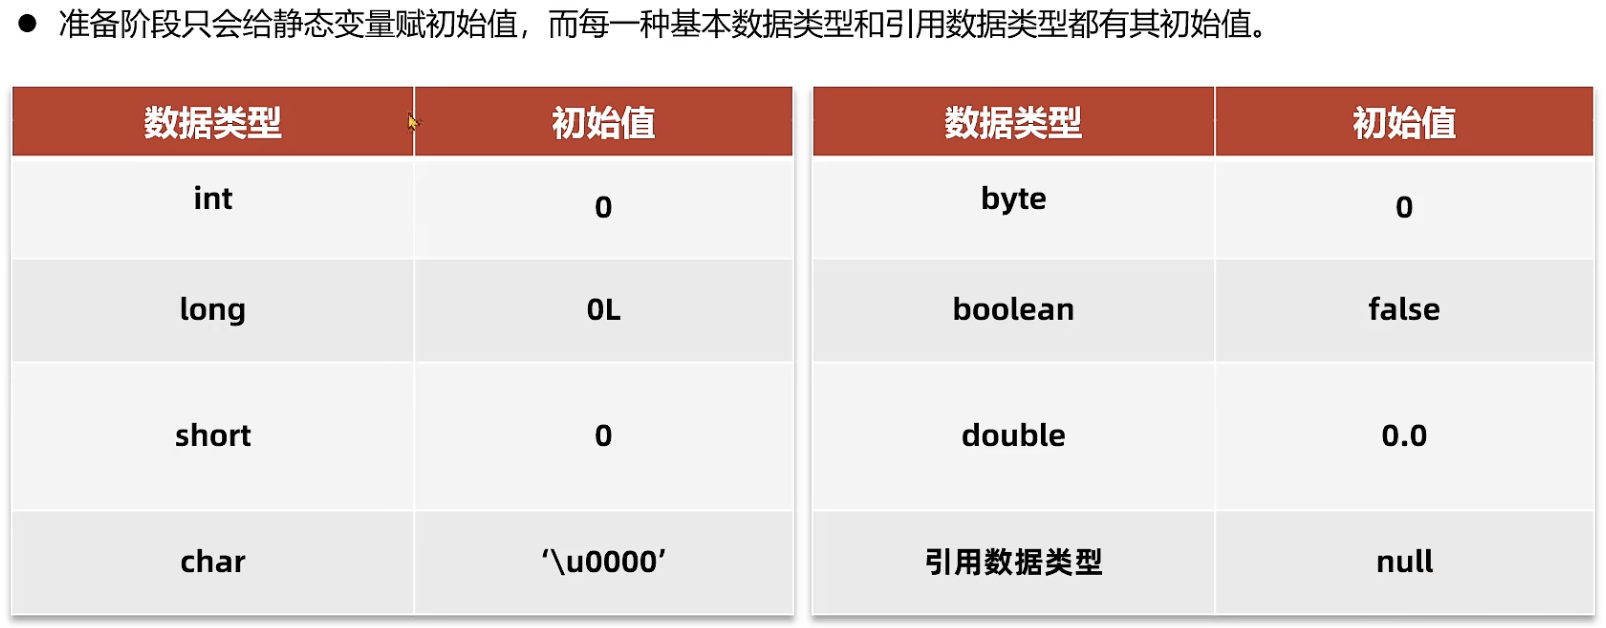 ● 准备阶段只会给静态变量赋初始值，而每一种基本数据类型和引用数据类型都有其初始值。
数据类型 初始值
int 0
long 0L
short 0
char ‘\u0000’
数据类型 初始值
byte 0
boolean false
double 0.0
引用数据类型 null